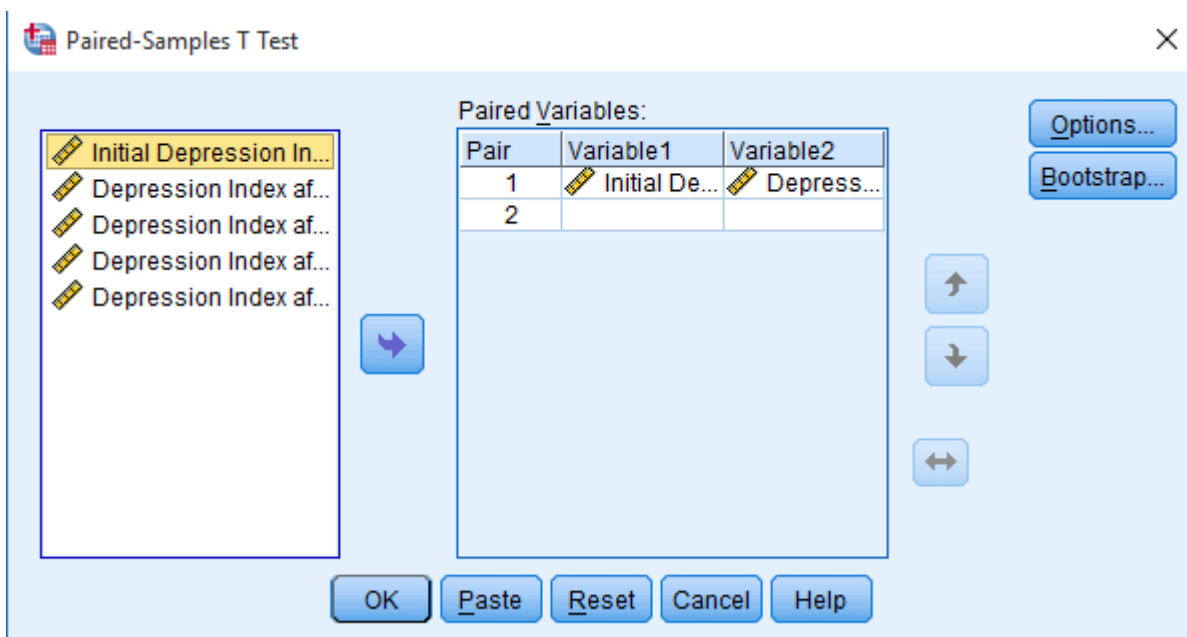 Paired-Samples T Test
Initial Depression In...
Depression Index af...
Depression Index af...
Depression Index af...
Depression Index af...
Paired Variables:
Pair Variable1 Variable2
1 Initial De... Depress...
2
Options...
Bootstrap...
OK Paste Reset Cancel Help